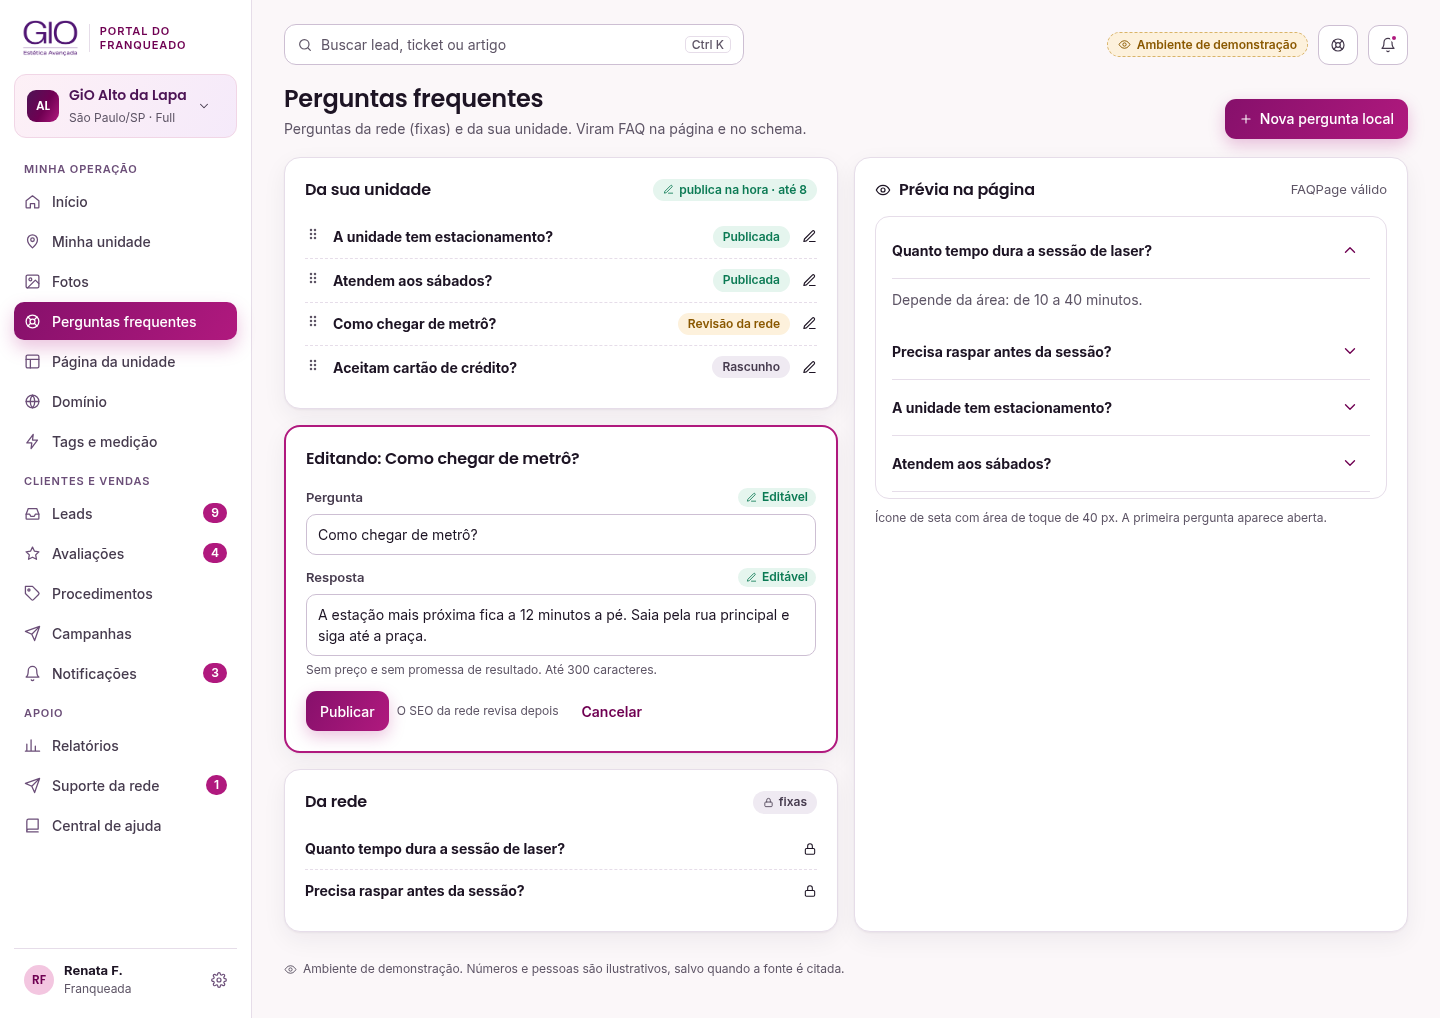 GIO
Estética Avançada
PORTAL DO
FRANQUEADO
AL
GiO Alto da Lapa
São Paulo/SP · Full
MINHA OPERAÇÃO
Início
Minha unidade
Fotos
Perguntas frequentes
Página da unidade
Domínio
Tags e medição
CLIENTES E VENDAS
Leads
9
Avaliações
4
Procedimentos
Campanhas
Notificações
3
APOIO
Relatórios
Suporte da rede
1
Central de ajuda
RF
Renata F.
Franqueada
Buscar lead, ticket ou artigo
Ctrl K
Ambiente de demonstração
Perguntas frequentes
Perguntas da rede (fixas) e da sua unidade. Viram FAQ na página e no schema.
+ Nova pergunta local
Da sua unidade
publica na hora · até 8
A unidade tem estacionamento?
Publicada
Atendem aos sábados?
Publicada
Como chegar de metrô?
Revisão da rede
Aceitam cartão de crédito?
Rascunho
Editando: Como chegar de metrô?
Pergunta
Editável
Como chegar de metrô?
Resposta
Editável
A estação mais próxima fica a 12 minutos a pé. Saia pela rua principal e
siga até a praça.
Sem preço e sem promessa de resultado. Até 300 caracteres.
Publicar
O SEO da rede revisa depois
Cancelar
Da rede
fixas
Quanto tempo dura a sessão de laser?
Precisa raspar antes da sessão?
Prévia na página
FAQPage válido
Quanto tempo dura a sessão de laser?
Depende da área: de 10 a 40 minutos.
Precisa raspar antes da sessão?
A unidade tem estacionamento?
Atendem aos sábados?
Ícone de seta com área de toque de 40 px. A primeira pergunta aparece aberta.
Ambiente de demonstração. Números e pessoas são ilustrativos, salvo quando a fonte é citada.